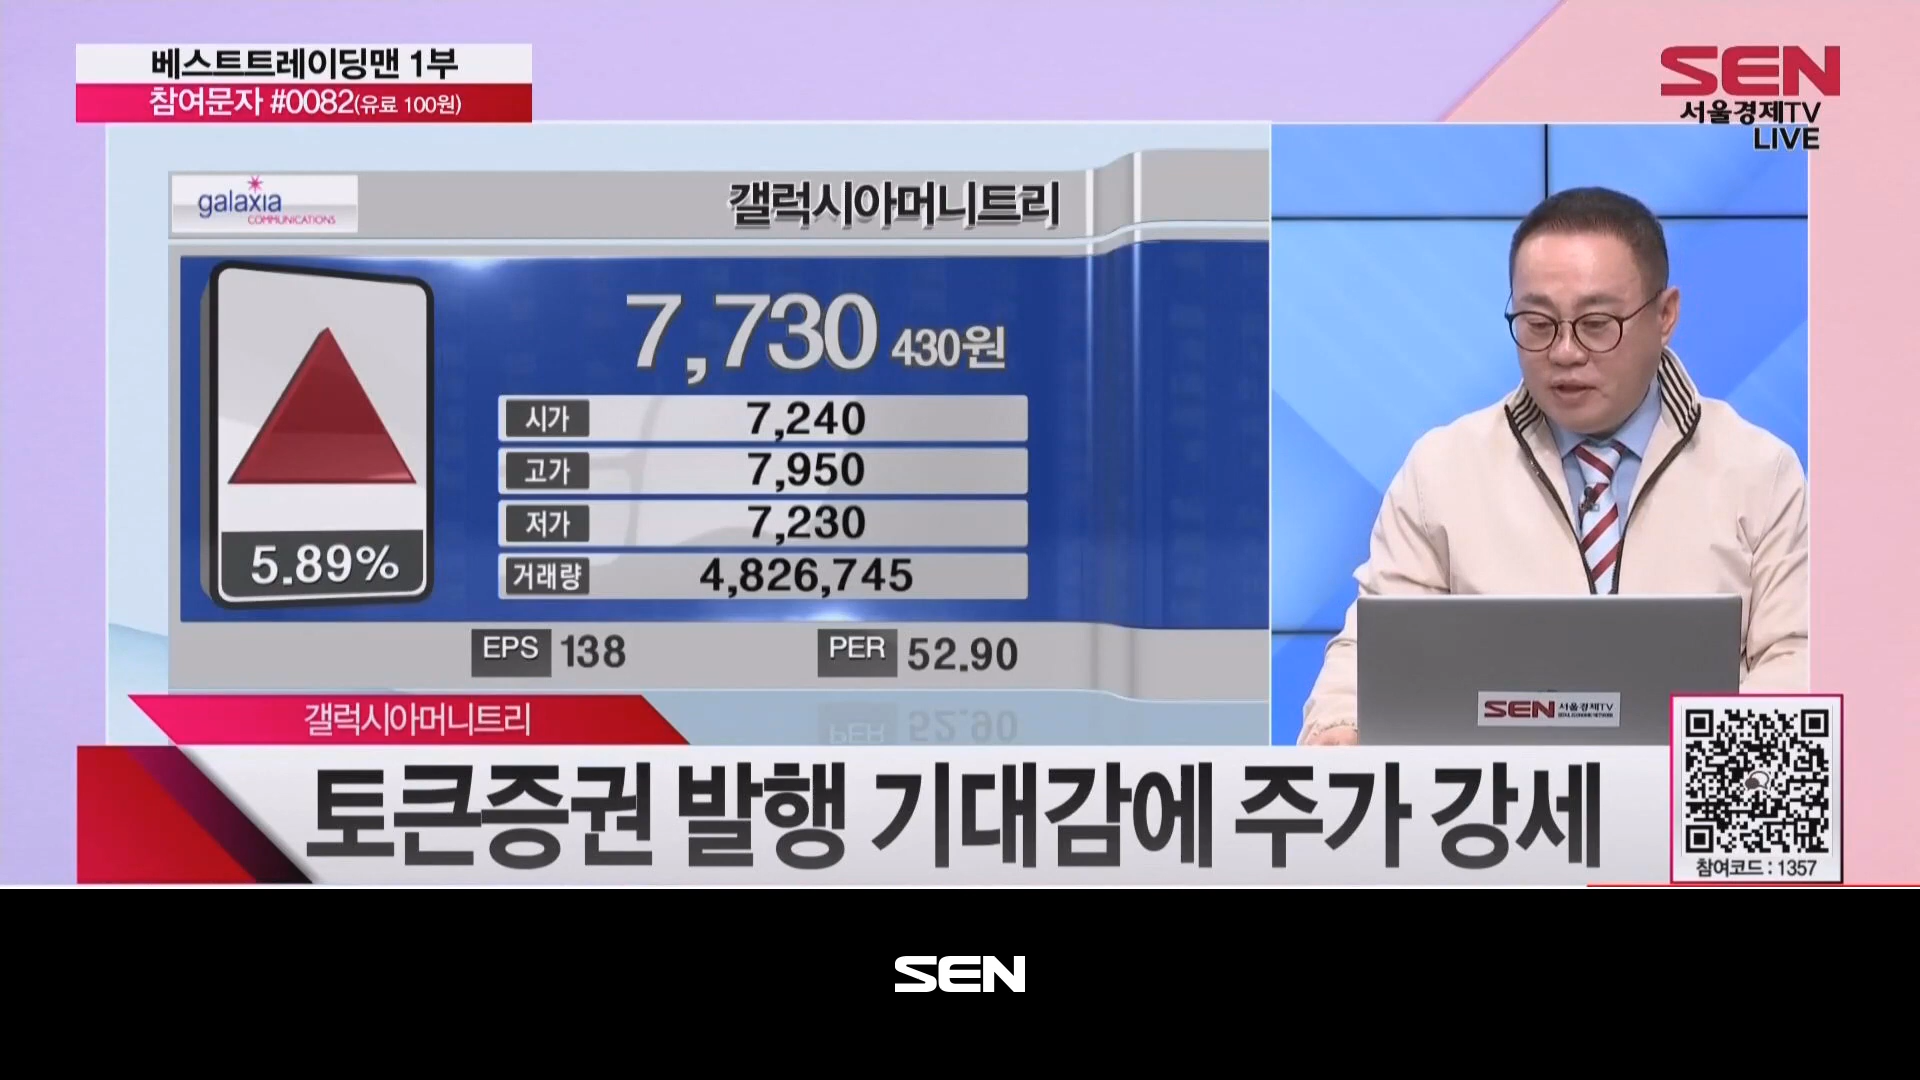 베스트트레이딩맨 1부
참여문자 #0082(유료 100원)
SEN
서울경제TV
LIVE
galaxia
COMMUNICATIONS
갤럭시아머니트리
7,730 430원
5.89%
시가 7,240
고가 7,950
저가 7,230
거래량 4,826,745
EPS 138 PER 52.90
PER 52.90
SEN 서울경제TV
갤럭시아머니트리
토큰증권 발행 기대감에 주가 강세
참여코드 : 1357
SEN